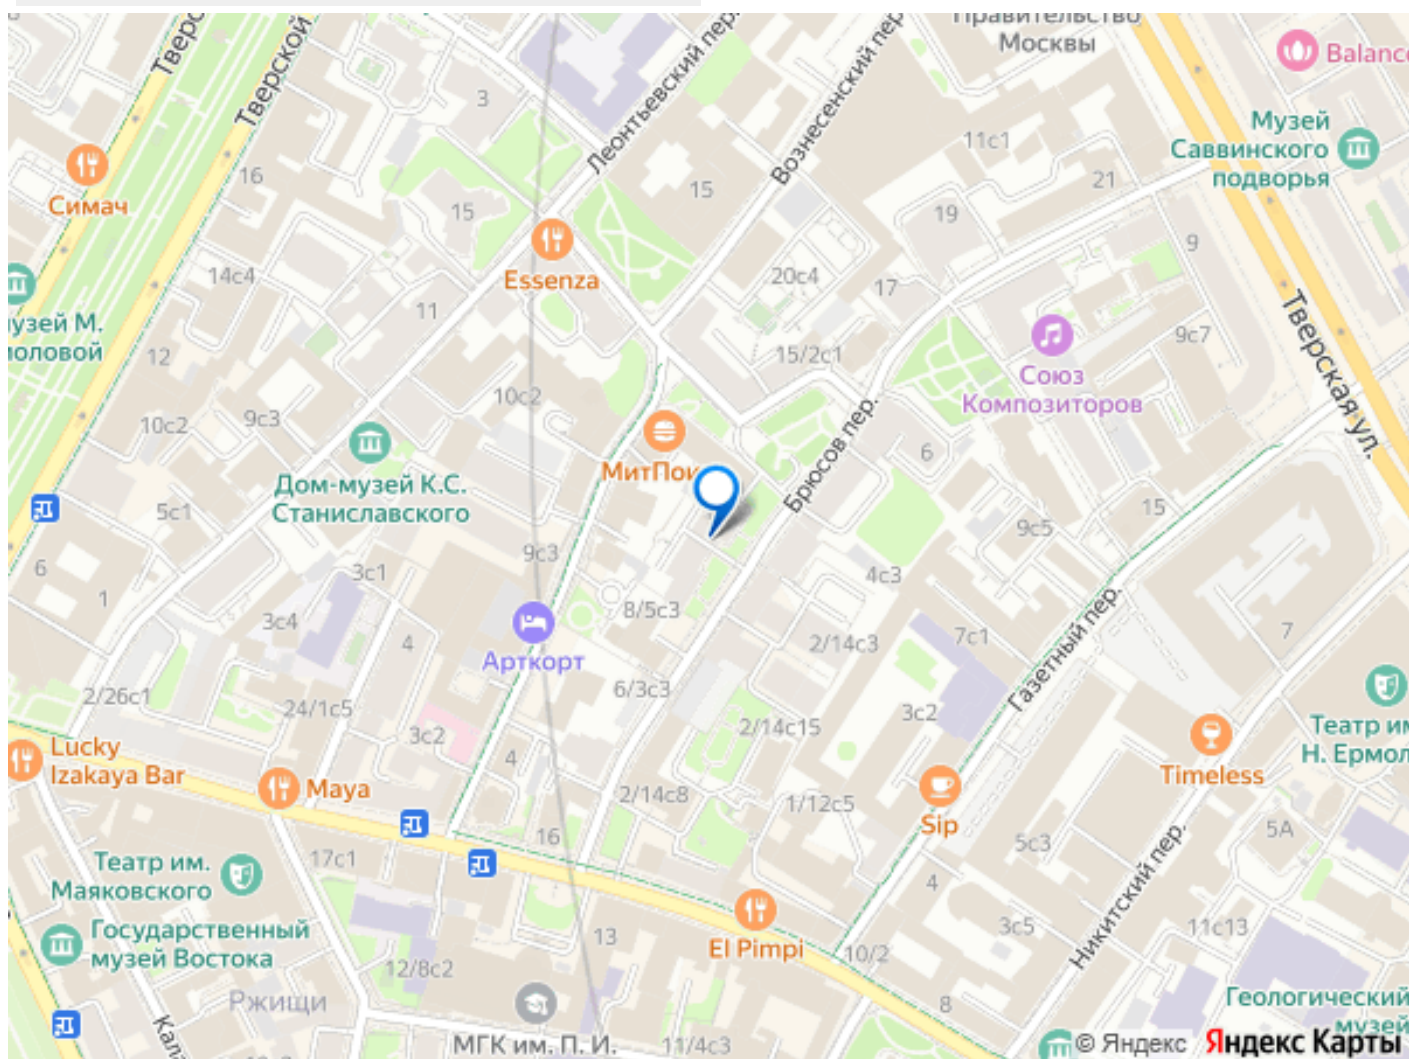 Тверской
Тверс
Леонтьевский пер.
Вознесенский пер.
Правительство
Москвы
Balance
Музей
Саввинского
подворья
3
11с1
21
16
15
15
19
9
Симач
Essenza
14с4
20с4
17
11
узей М.
моловой
12
15/2с1
Союз
Композиторов
9с7
Тверская ул.
10с2
10с2
9с3
МитПои
Брюсов пер.
6
Дом-музей К.С.
Станиславского
5с1
15
9с5
9с3
6
1
3с1
4с3
3с4
8/5с3
4
Арткорт
2/14с3
7с1
7
Газетный пер.
2/26с1
24/1с5
6/3с3
3с2
2/14с15
3с2
Театр им
Н. Ермол
Lucky
Izakaya Bar
4
Maya
Timeless
2/14с8
1/12с5
Sip
16
5с3
5А
Театр им.
Маяковского
17с1
4
El Pimpi
Никитский пер.
Государственный
музей Востока
13
3с5
11с13
12/8с2
10/2
Ржищи
8
Геологический
музей
Кала
МГК им. П. И.
11/4с3
© Яндекс
Яндекс Карты